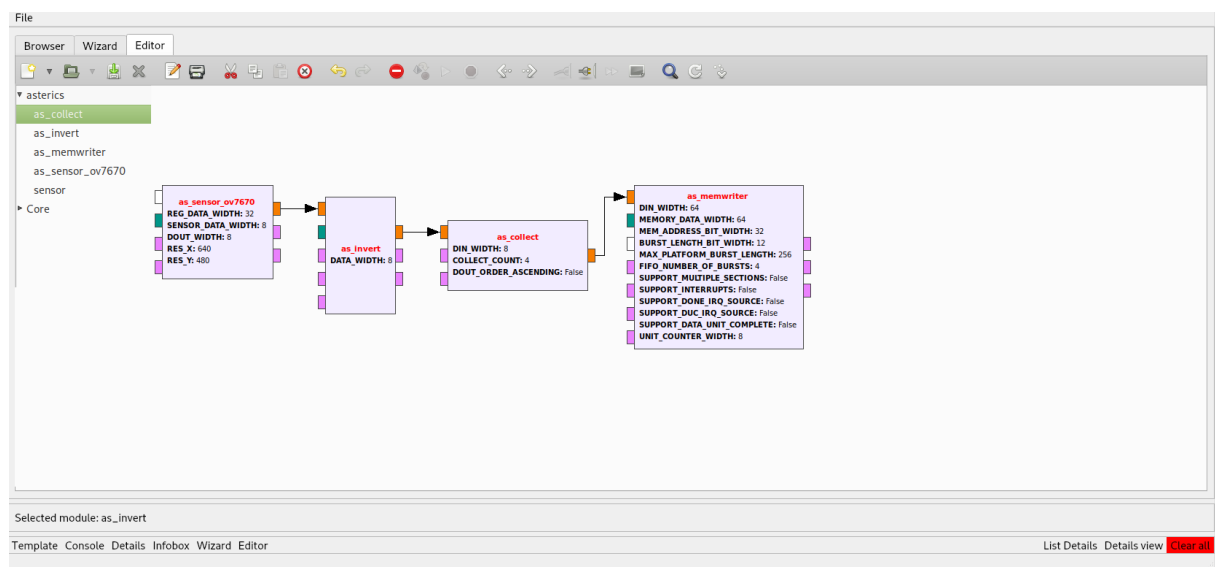 File
Browser Wizard Editor
asterics
as_collect
as_invert
as_memwriter
as_sensor_ov7670
sensor
Core
as_sensor_ov7670
REG_DATA_WIDTH: 32
SENSOR_DATA_WIDTH: 8
DOUT_WIDTH: 8
RES_X: 640
RES_Y: 480
as_invert
DATA_WIDTH: 8
as_collect
DIN_WIDTH: 8
COLLECT_COUNT: 4
DOUT_ORDER_ASCENDING: False
as_memwriter
DIN_WIDTH: 64
MEMORY_DATA_WIDTH: 64
MEM_ADDRESS_BIT_WIDTH: 32
BURST_LENGTH_BIT_WIDTH: 12
MAX_PLATFORM_BURST_LENGTH: 256
FIFO_NUMBER_OF_BURSTS: 4
SUPPORT_MULTIPLE_SECTIONS: False
SUPPORT_INTERRUPTS: False
SUPPORT_DONE_IRQ_SOURCE: False
SUPPORT_DUC_IRQ_SOURCE: False
SUPPORT_DATA_UNIT_COMPLETE: False
UNIT_COUNTER_WIDTH: 8
Selected module: as_invert
Template Console Details Infobox Wizard Editor
List Details Details view Clear all